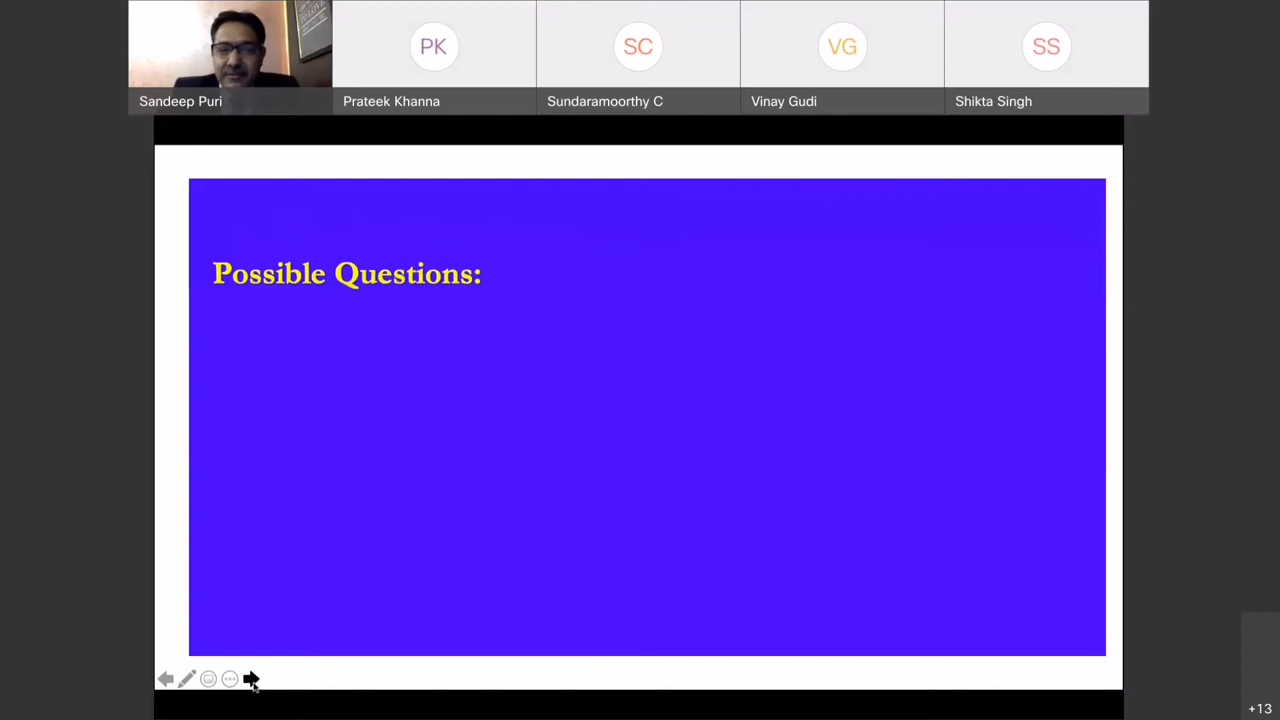 PK
SC
VG
SS
Sandeep Puri
Prateek Khanna
Sundaramoorthy C
Vinay Gudi
Shikta Singh
Possible Questions:
+13